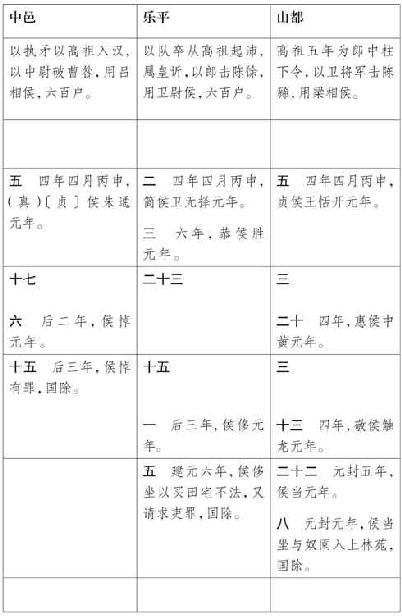 中邑
乐平
山都
以执矛以高祖入汉，
以中尉破曹咎，用吕
相侯，六百户。
以队卒从高祖起沛，
属皇䜣，以郎击陈馀，
用卫尉侯，六百户。
高祖五年为郎中柱
下令，以卫将军击陈
豨，用梁相侯。
五 四年四月丙申，
(真)〔贞〕侯朱通
元年。
二 四年四月丙申，
简侯卫无择元年。
三 六年，恭侯胜
元年。
五 四年四月丙申，
贞侯王恬开元年。
十七
六 后二年，侯悼
元年。
二十三
三
二十 四年，惠侯中
黄元年。
十五 后三年，侯悼
有罪，国除。
十五
一 后三年，侯侈元
年。
三
十三 四年，敬侯触
龙元年。
五 建元六年，侯侈
坐以买田宅不法，又
请求吏罪，国除。
二十二 元封五年，
侯当元年。
八 元封元年，侯当
坐与奴阑入上林苑，
国除。